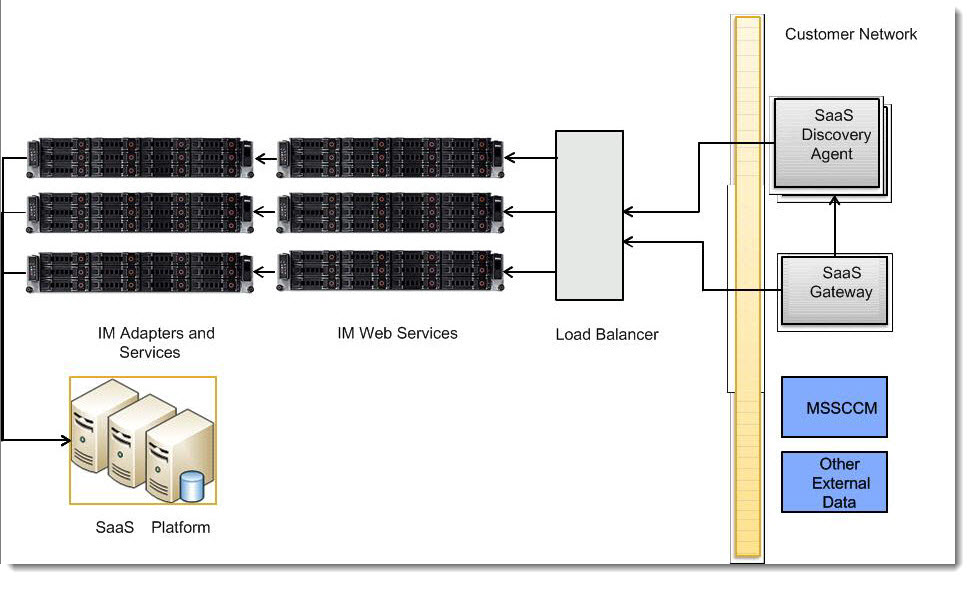 Customer Network
SaaS
Discovery
Agent
SaaS
Gateway
IM Adapters and
Services
IM Web Services
Load Balancer
MSSCCM
Other
External
Data
SaaS Platform